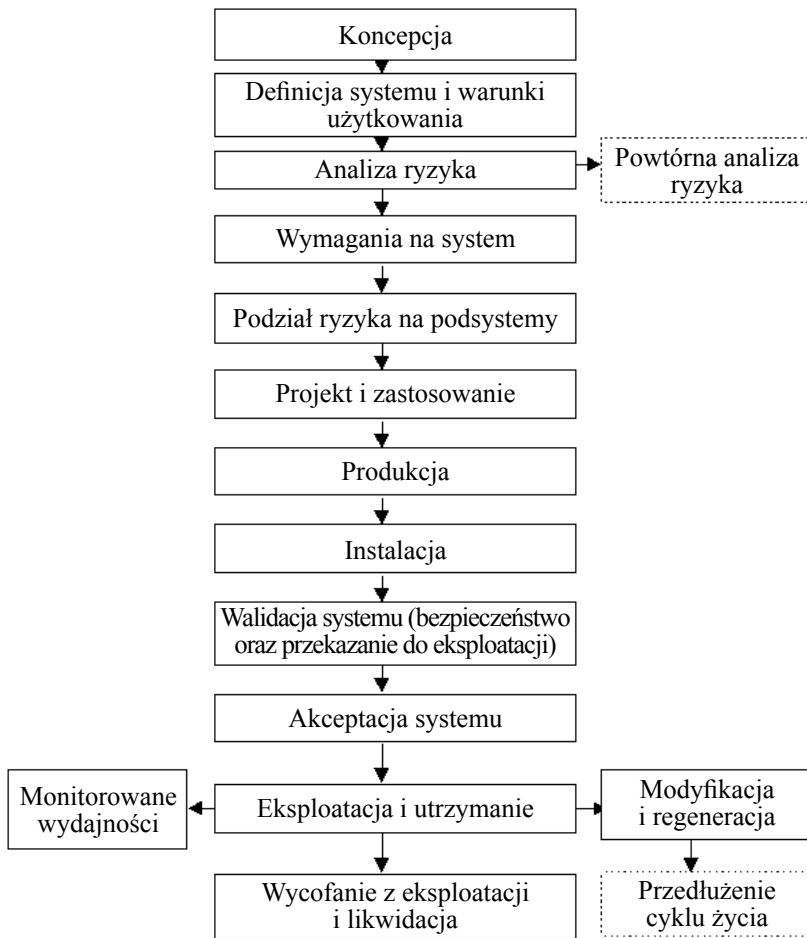 Koncepcja
Definicja systemu i warunki
użytkowania
Analiza ryzyka
Powtórna analiza
ryzyka
Wymagania na system
Podział ryzyka na podsystemy
Projekt i zastosowanie
Produkcja
Instalacja
Walidacja systemu (bezpieczeństwo
oraz przekazanie do eksploatacji)
Akceptacja systemu
Monitorowane
wydajności
Eksploatacja i utrzymanie
Modyfikacja
i regeneracja
Wycofanie z eksploatacji
i likwidacja
Przedłużenie
cyklu życia